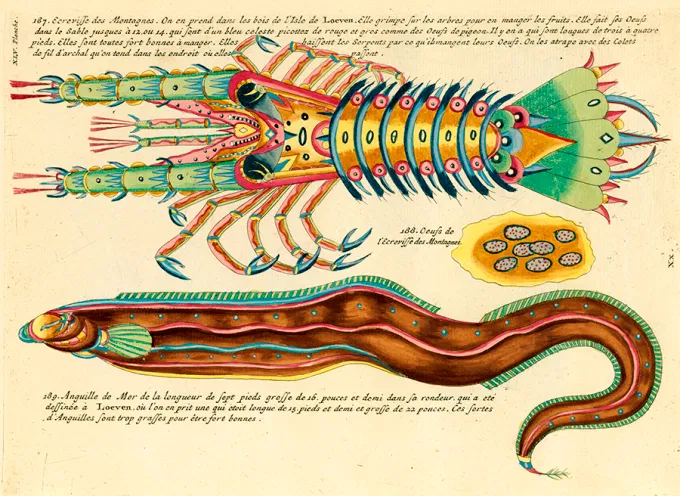 187. Ecrevisse des Montagnes. On en prend dans les bois de l'Isle de Loeven. Elle grimpe sur les arbres pour en manger les fruits. Elle fait ses Oeufs
dans le Sable jusques à 12. ou 14. qui sont d'un bleu celeste picottés de rouge et gros comme des Oeufs de pigeon. Il y en a qui sont longues de trois à quatre
pieds. Elles sont toutes fort bonnes à manger. Elles haïssent les Serpents par ce qu'ils mangent leurs Oeufs. On les atrape avec des Colets
de fil d'archal qu'on tend dans les endroit où elles passent.
XLV. Planche.
188. Oeufs de
l'Ecrevisse des Montagnes.
XX.
189. Anguille de Mer de la longueur de sept pieds grosse de 16. pouces et demi dans sa rondeur, qui a eté
dessinée à Loeven, où l'on en prit une qui étoit longue de 15. pieds et demi et grosse de 22 pouces. Ces sortes
d'Anguilles sont trop grasses pour être fort bonnes.